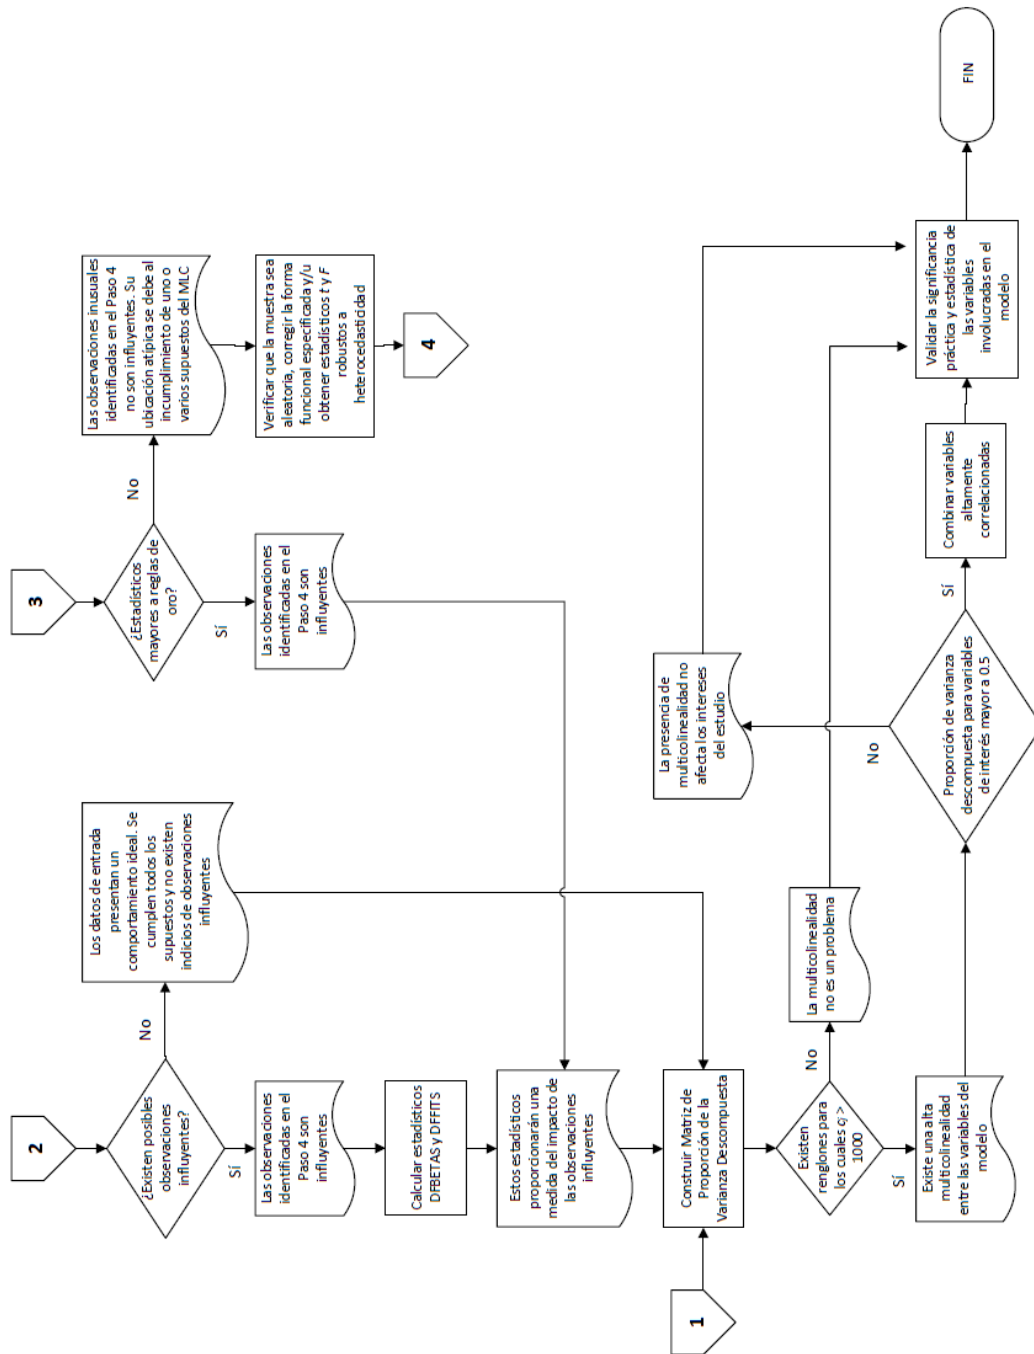 2
¿Existen posibles
observaciones
influyentes?
No
Los datos de entrada
presentan un
comportamiento ideal. Se
cumplen todos los
supuestos y no existen
indicios de observaciones
influyentes
Sí
Las observaciones
identificadas en el
Paso 4 son
influyentes
Calcular estadísticos
DFBETAS y DFFITS
Estos estadísticos
proporcionarán una
medida del impacto de
las observaciones
influyentes
3
¿Estadísticos
mayores a reglas de
oro?
No
Las observaciones inusuales
identificadas en el Paso 4
no son influyentes. Su
ubicación atípica se debe al
incumplimiento de uno o
varios supuestos del MLC
Verificar que la muestra sea
aleatoria, corregir la forma
funcional especificada y/u
obtener estadísticos t y F
robustos a
heterocedasticidad
4
Sí
Las observaciones
identificadas en el
Paso 4 son
influyentes
1
Construir Matriz de
Proporción de la
Varianza Descompuesta
Existen
renglones para
los cuales cj >
1000
No
La multicolinealidad
no es un problema
Sí
Existe una alta
multicolinealidad
entre las variables del
modelo
Proporción de varianza
descompuesta para variables
de interés mayor a 0.5
No
La presencia de
multicolinealidad no
afecta los intereses
del estudio
Sí
Combinar variables
altamente
correlacionadas
Validar la significancia
práctica y estadística de
las variables
involucradas en el
modelo
FIN